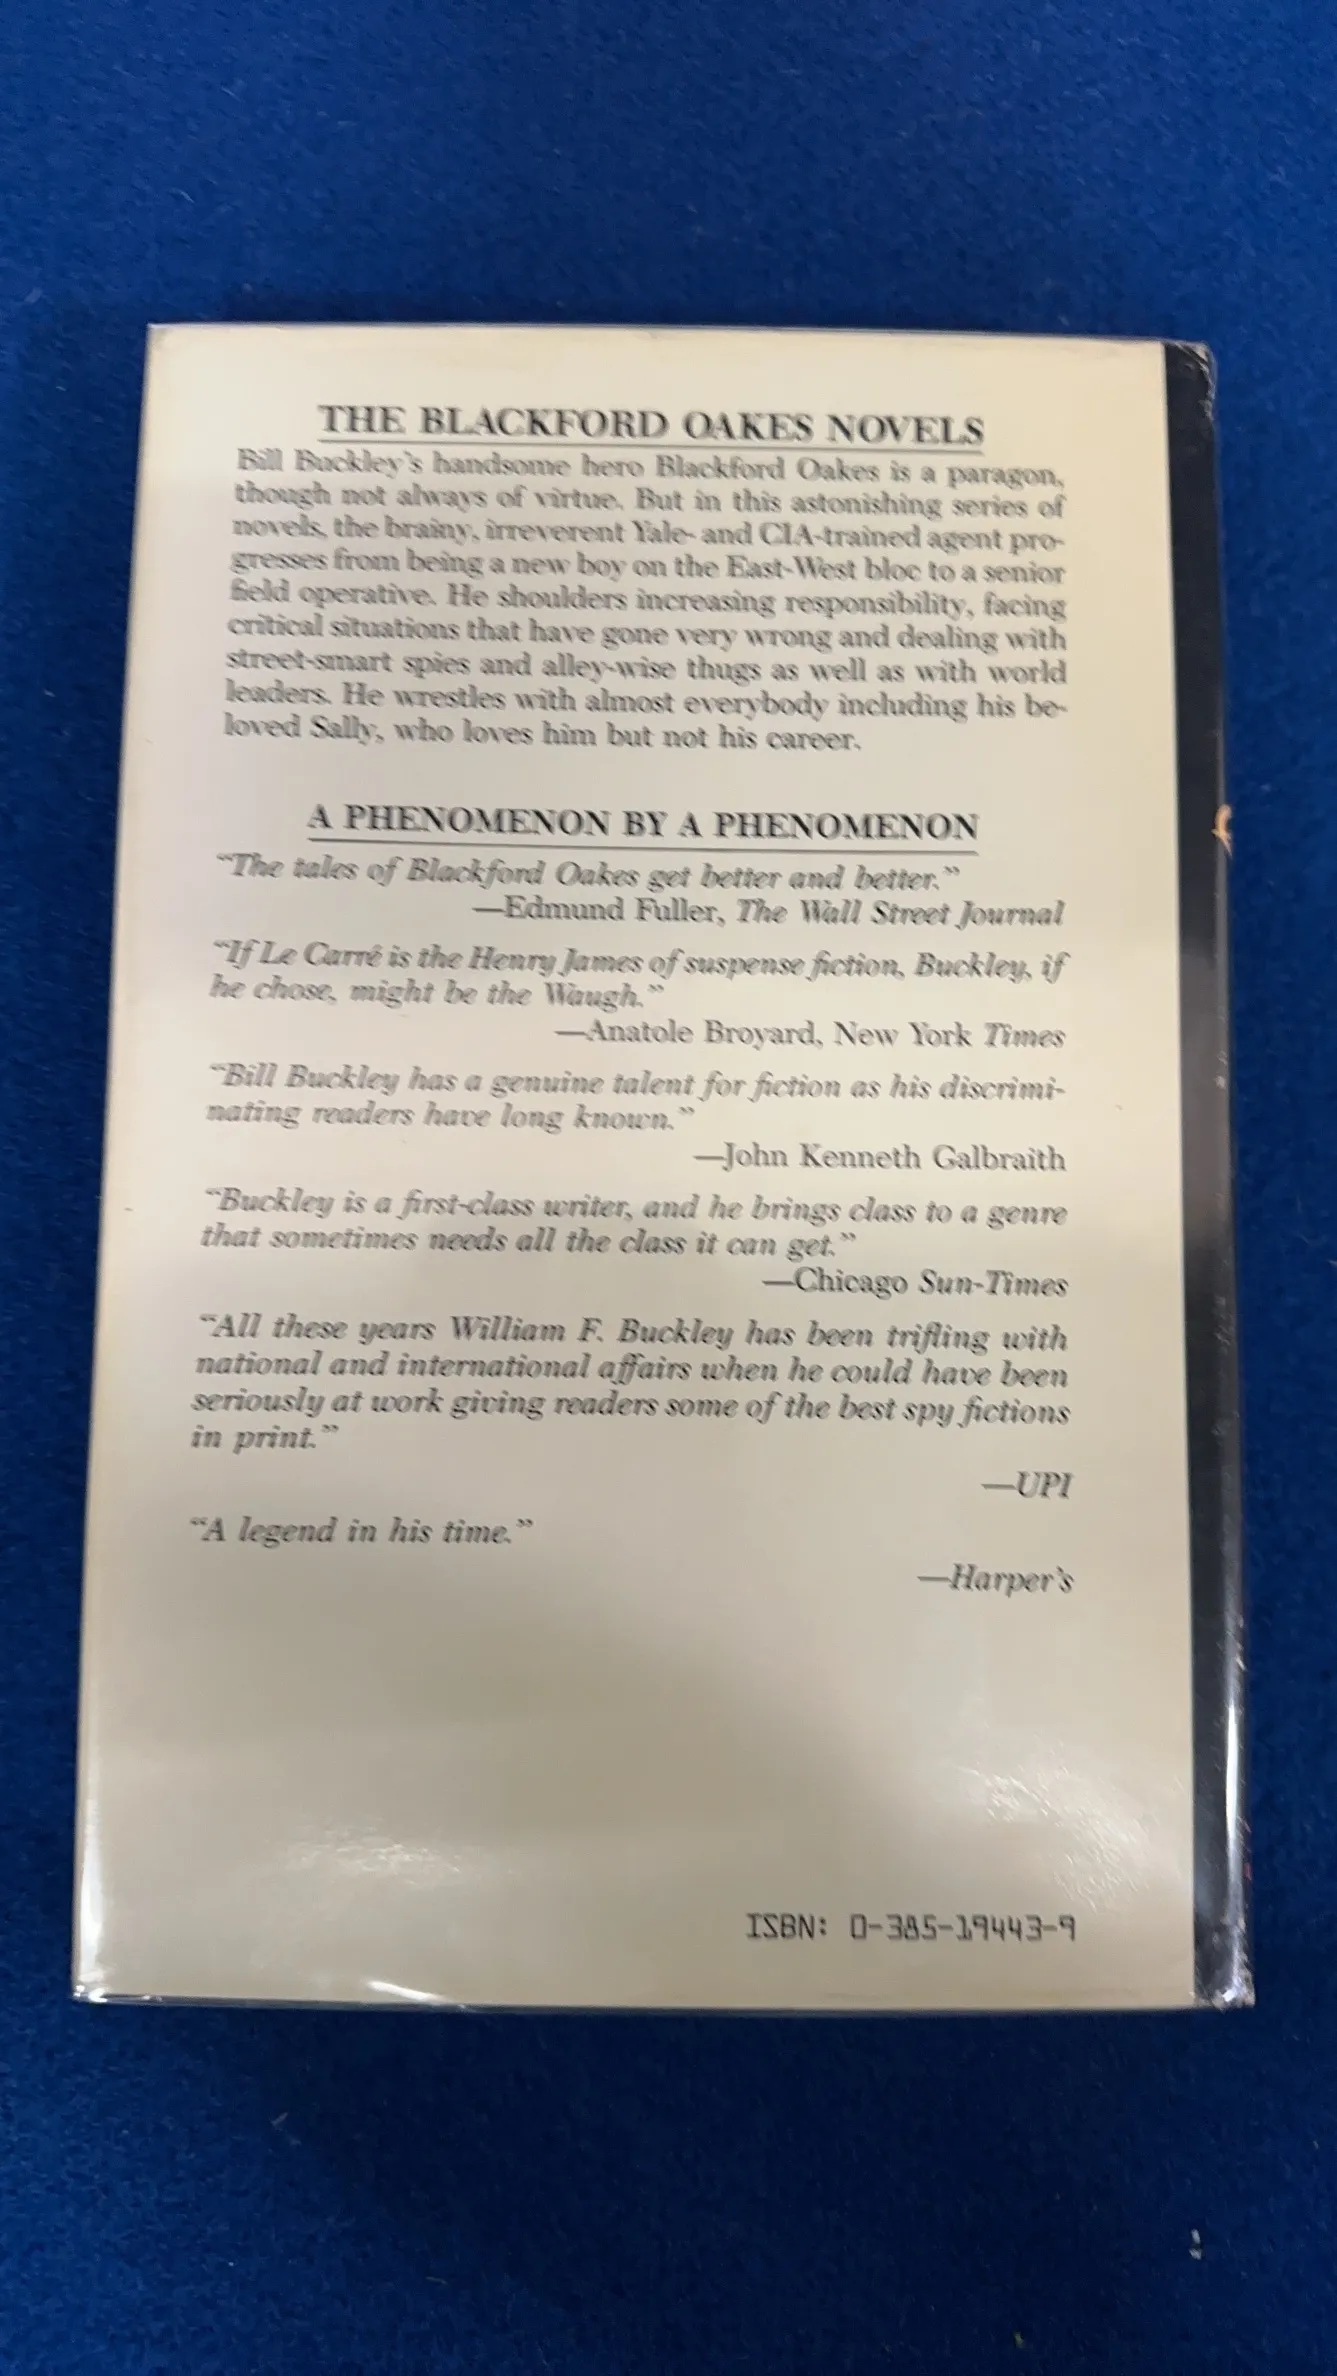 THE BLACKFORD OAKES NOVELS
Bill Buckley's handsome hero Blackford Oakes is a paragon,
though not always of virtue. But in this astonishing series of
novels, the brainy, irreverent Yale- and CIA-trained agent pro-
gresses from being a new boy on the East-West bloc to a senior
field operative. He shoulders increasing responsibility, facing
critical situations that have gone very wrong and dealing with
street-smart spies and alley-wise thugs as well as with world
leaders. He wrestles with almost everybody including his be-
loved Sally, who loves him but not his career.
A PHENOMENON BY A PHENOMENON
“The tales of Blackford Oakes get better and better.”
—Edmund Fuller, The Wall Street Journal
“If Le Carré is the Henry James of suspense fiction, Buckley, if
he chose, might be the Waugh.”
—Anatole Broyard, New York Times
“Bill Buckley has a genuine talent for fiction as his discrimi-
nating readers have long known.”
—John Kenneth Galbraith
“Buckley is a first-class writer, and he brings class to a genre
that sometimes needs all the class it can get.”
—Chicago Sun-Times
“All these years William F. Buckley has been trifling with
national and international affairs when he could have been
seriously at work giving readers some of the best spy fictions
in print.”
—UPI
“A legend in his time.”
—Harper's
ISBN: 0-385-19443-9